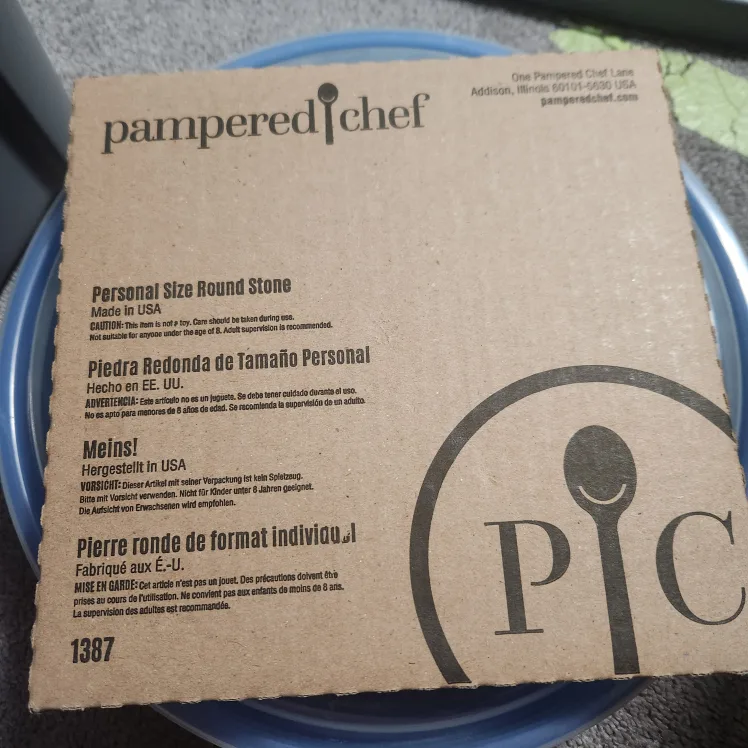 pampered chef
One Pampered Chef Lane
Addison, Illinois 60101-5630 USA
pamperedchef.com
Personal Size Round Stone
Made in USA
CAUTION: This item is not a toy. Care should be taken during use.
Not suitable for anyone under the age of 8. Adult supervision is recommended.
Piedra Redonda de Tamaño Personal
Hecho en EE. UU.
ADVERTENCIA: Este artículo no es un juguete. Se debe tener cuidado durante el uso.
No es apto para menores de 8 años de edad. Se recomienda la supervisión de un adulto.
Meins!
Hergestellt in USA
VORSICHT: Dieser Artikel mit seiner Verpackung ist kein Spielzeug.
Bitte mit Vorsicht verwenden. Nicht für Kinder unter 8 Jahren geeignet.
Die Aufsicht von Erwachsenen wird empfohlen.
Pierre ronde de format individuel
Fabriqué aux É.-U.
MISE EN GARDE: Cet article n'est pas un jouet. Des précautions doivent être
prises au cours de l'utilisation. Ne convient pas aux enfants de moins de 8 ans.
La supervision des adultes est recommandée.
1387
P C